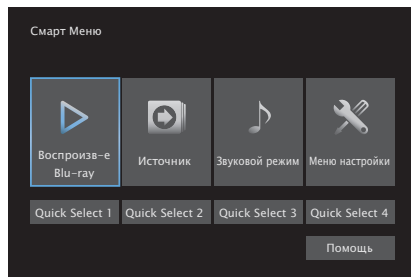 Смарт Меню
Воспроизв-е
Blu-ray
Источник
Звуковой режим
Меню настройки
Quick Select 1
Quick Select 2
Quick Select 3
Quick Select 4
Помощь